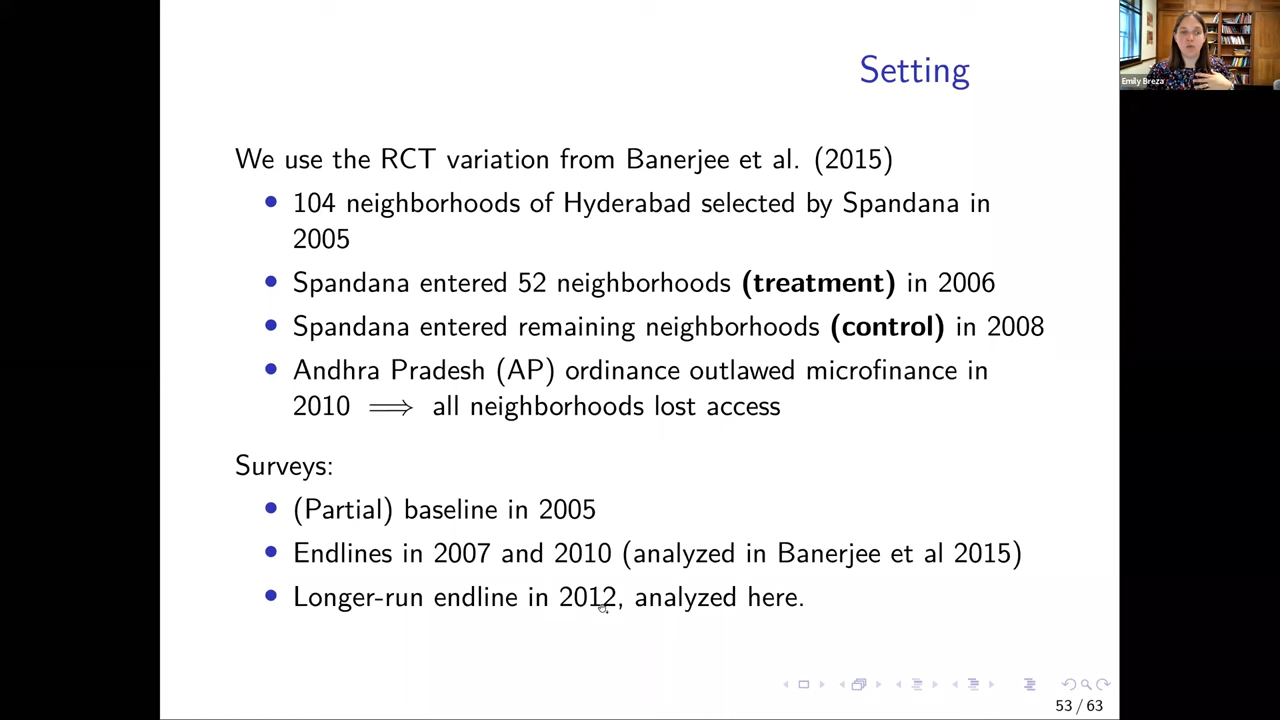 Setting
Emily Breza
We use the RCT variation from Banerjee et al. (2015)
• 104 neighborhoods of Hyderabad selected by Spandana in
2005
• Spandana entered 52 neighborhoods (treatment) in 2006
• Spandana entered remaining neighborhoods (control) in 2008
• Andhra Pradesh (AP) ordinance outlawed microfinance in
2010 ⟹ all neighborhoods lost access
Surveys:
• (Partial) baseline in 2005
• Endlines in 2007 and 2010 (analyzed in Banerjee et al 2015)
• Longer-run endline in 2012, analyzed here.
53 / 63